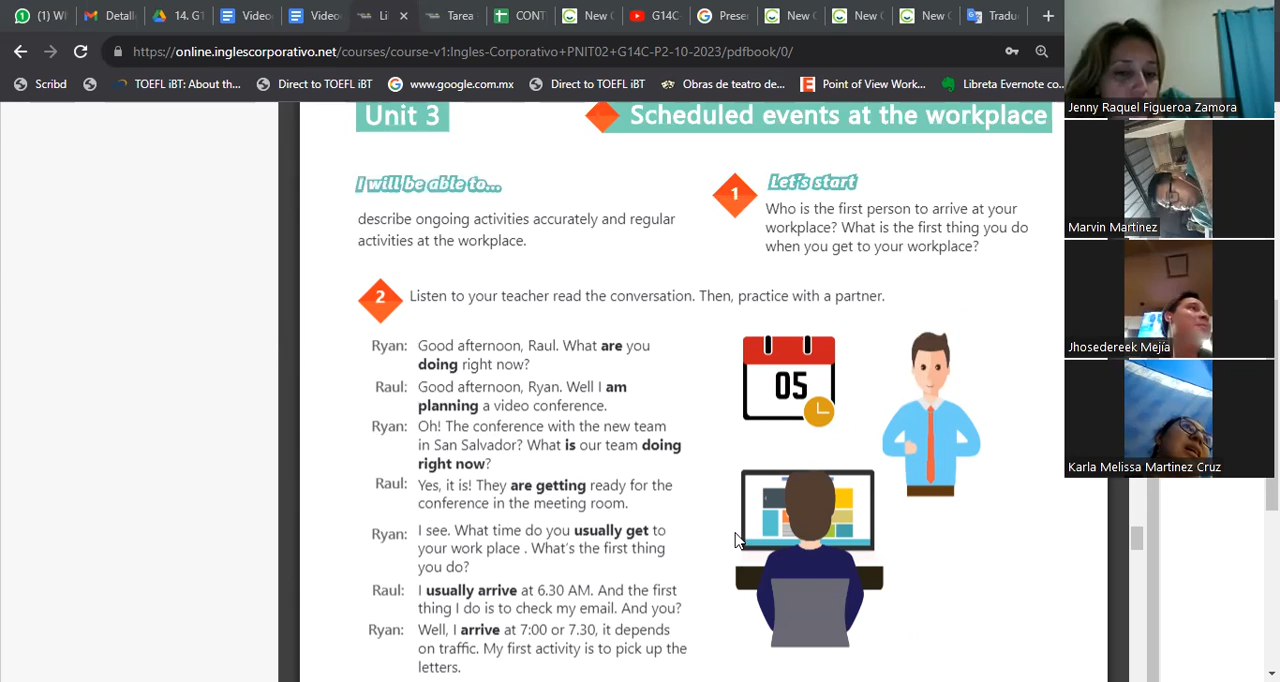 (1) W
Detall
14. G1
Video
Video
Li
Tarea
CONT
New C
G14C-
Prese
New C
New C
New C
Tradu
https://online.inglescorporativo.net/courses/course-v1:Ingles-Corporativo+PNIT02+G14C-P2-10-2023/pdfbook/0/
Scribd
TOEFL iBT: About th...
Direct to TOEFL iBT
www.google.com.mx
Direct to TOEFL iBT
Obras de teatro de...
Point of View Work...
Libreta Evernote co...
Unit 3
Scheduled events at the workplace
I will be able to...
describe ongoing activities accurately and regular
activities at the workplace.
1
Let's start
Who is the first person to arrive at your
workplace? What is the first thing you do
when you get to your workplace?
2
Listen to your teacher read the conversation. Then, practice with a partner.
Ryan: Good afternoon, Raul. What are you
doing right now?
Raul: Good afternoon, Ryan. Well I am
planning a video conference.
Ryan: Oh! The conference with the new team
in San Salvador? What is our team doing
right now?
Raul: Yes, it is! They are getting ready for the
conference in the meeting room.
Ryan: I see. What time do you usually get to
your work place . What's the first thing
you do?
Raul: I usually arrive at 6.30 AM. And the first
thing I do is to check my email. And you?
Ryan: Well, I arrive at 7:00 or 7.30, it depends
on traffic. My first activity is to pick up the
letters.
05
Jenny Raquel Figueroa Zamora
Marvin Martinez
Jhosedereek Mejía
Karla Melissa Martinez Cruz